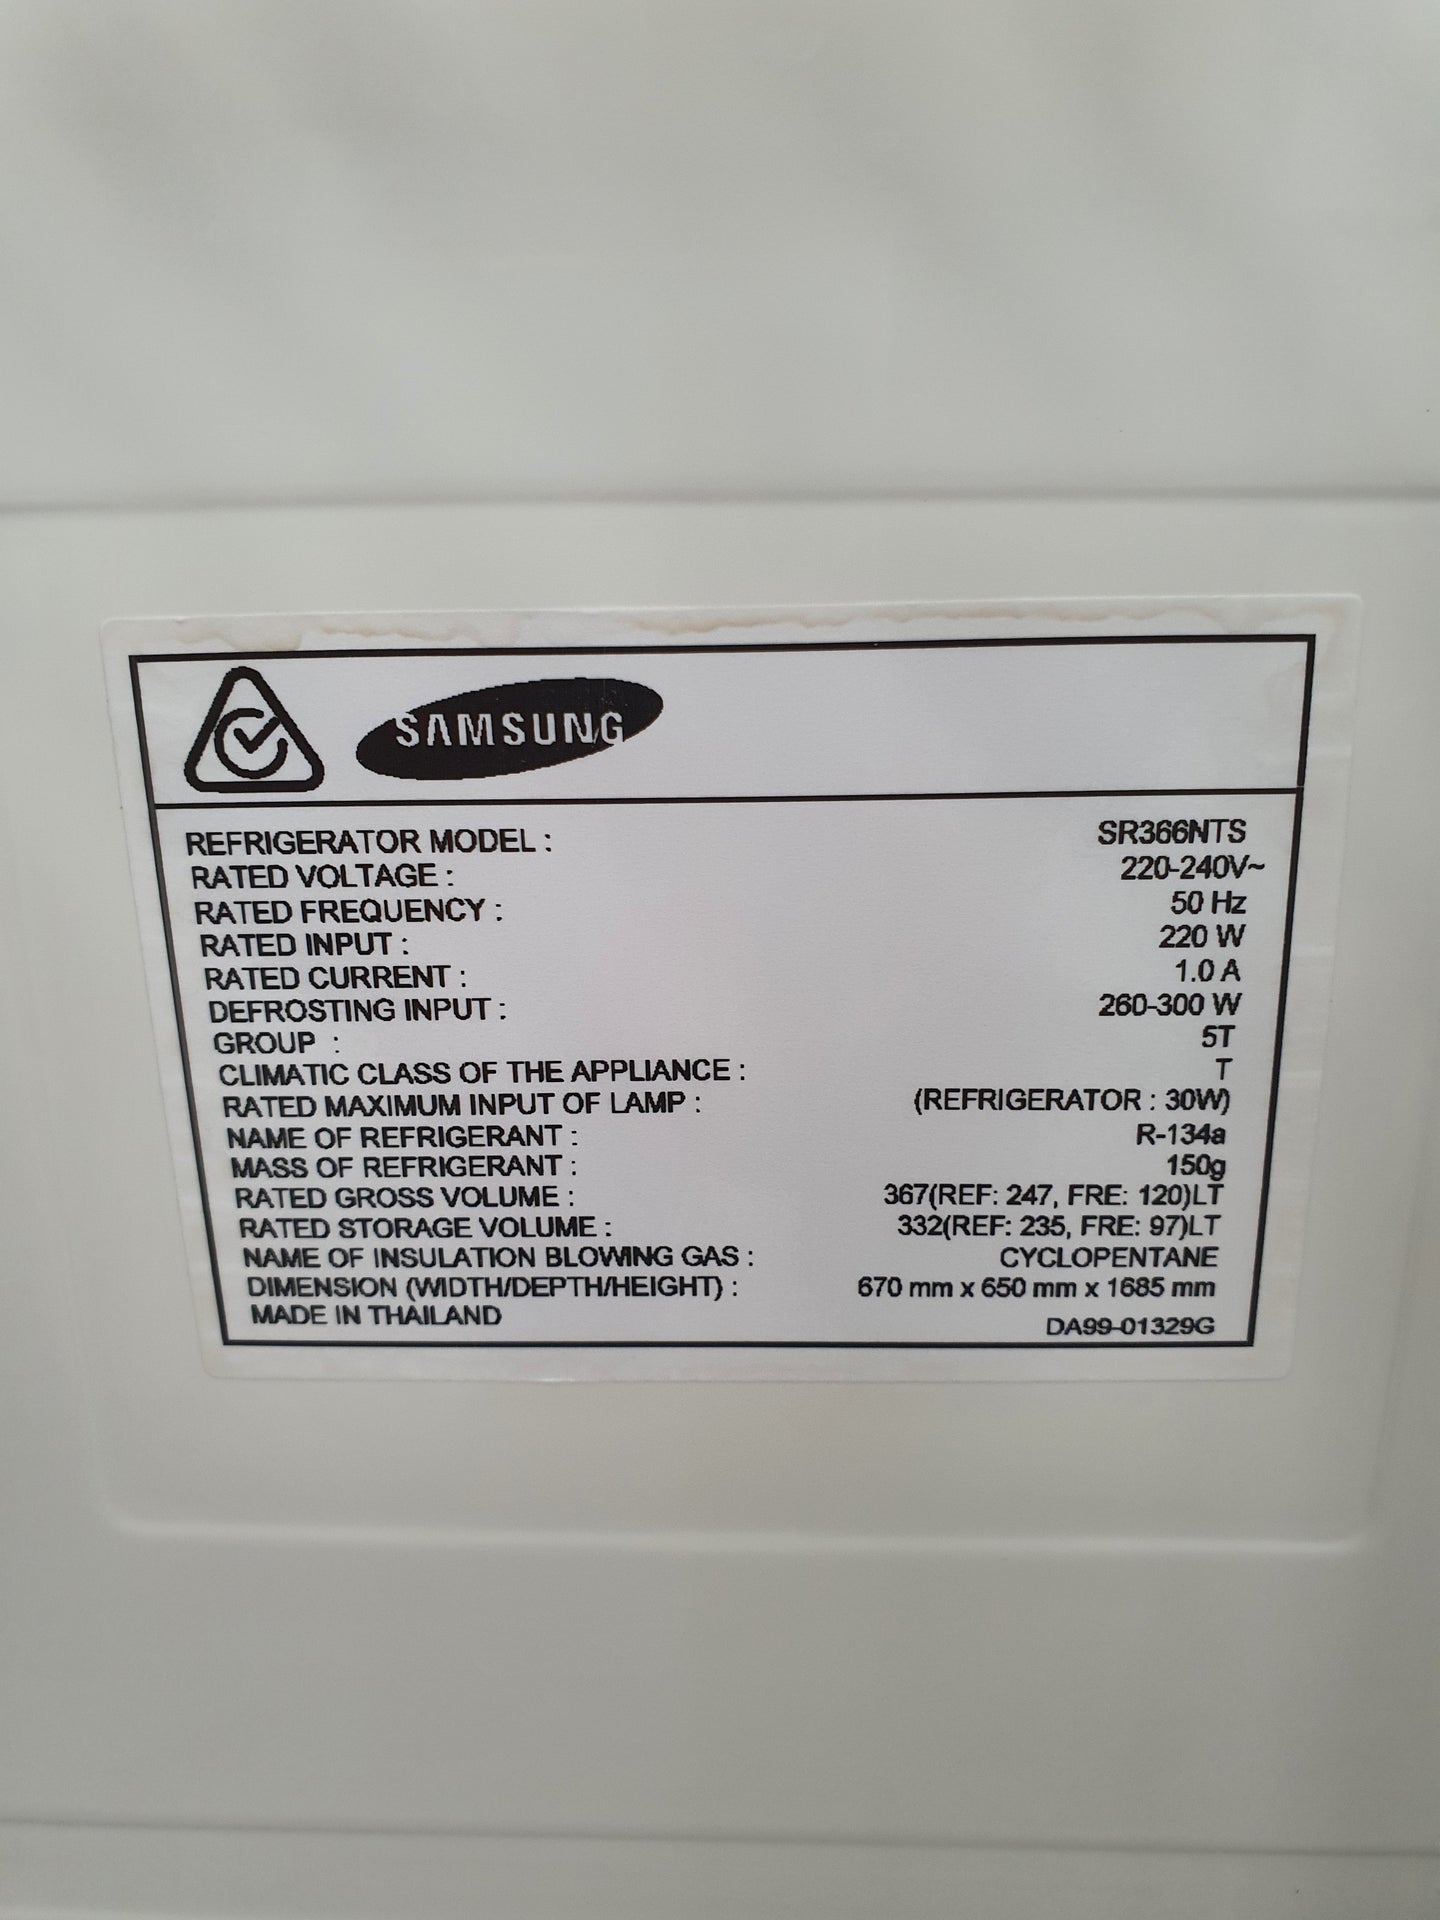 SAMSUNG
REFRIGERATOR MODEL : SR366NTS
RATED VOLTAGE : 220-240V~
RATED FREQUENCY : 50 Hz
RATED INPUT : 220 W
RATED CURRENT : 1.0 A
DEFROSTING INPUT : 260-300 W
GROUP : 5T
CLIMATIC CLASS OF THE APPLIANCE : T
RATED MAXIMUM INPUT OF LAMP : (REFRIGERATOR : 30W)
NAME OF REFRIGERANT : R-134a
MASS OF REFRIGERANT : 150g
RATED GROSS VOLUME : 367(REF: 247, FRE: 120)LT
RATED STORAGE VOLUME : 332(REF: 235, FRE: 97)LT
NAME OF INSULATION BLOWING GAS : CYCLOPENTANE
DIMENSION (WIDTH/DEPTH/HEIGHT) : 670 mm x 650 mm x 1685 mm
MADE IN THAILAND DA99-01329G